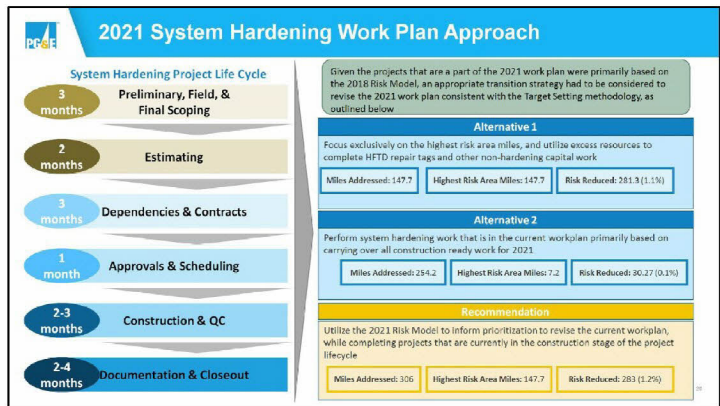 PG&E
2021 System Hardening Work Plan Approach
System Hardening Project Life Cycle
3
months
Preliminary, Field, &
Final Scoping
2
months
Estimating
3
months
Dependencies & Contracts
1
month
Approvals & Scheduling
2-3
months
Construction & QC
2-4
months
Documentation & Closeout
Given the projects that are a part of the 2021 work plan were primarily based on
the 2018 Risk Model, an appropriate transition strategy had to be considered to
revise the 2021 work plan consistent with the Target Setting methodology, as
outlined below
Alternative 1
Focus exclusively on the highest risk area miles, and utilize excess resources to
complete HFTD repair tags and other non-hardening capital work
Miles Addressed: 147.7
Highest Risk Area Miles: 147.7
Risk Reduced: 281.3 (1.1%)
Alternative 2
Perform system hardening work that is in the current workplan primarily based on
carrying over all construction ready work for 2021
Miles Addressed: 254.2
Highest Risk Area Miles: 7.2
Risk Reduced: 30.27 (0.1%)
Recommendation
Utilize the 2021 Risk Model to inform prioritization to revise the current workplan,
while completing projects that are currently in the construction stage of the project
lifecycle
Miles Addressed: 306
Highest Risk Area Miles: 147.7
Risk Reduced: 283 (1.2%)